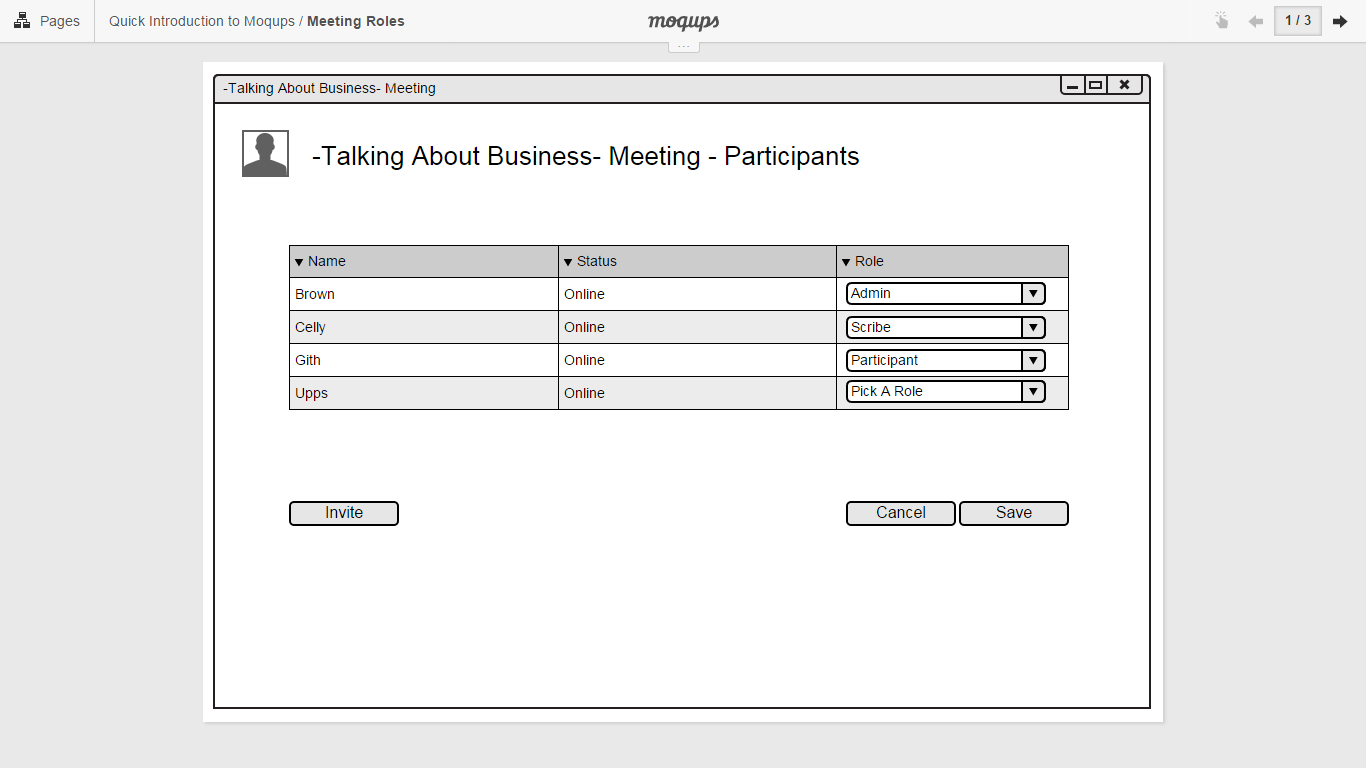 Pages
Quick Introduction to Moqups / Meeting Roles
moqups
1 / 3
...
-Talking About Business- Meeting
-Talking About Business- Meeting - Participants
Name Status Role
Brown Online Admin
Celly Online Scribe
Gith Online Participant
Upps Online Pick A Role
Invite Cancel Save